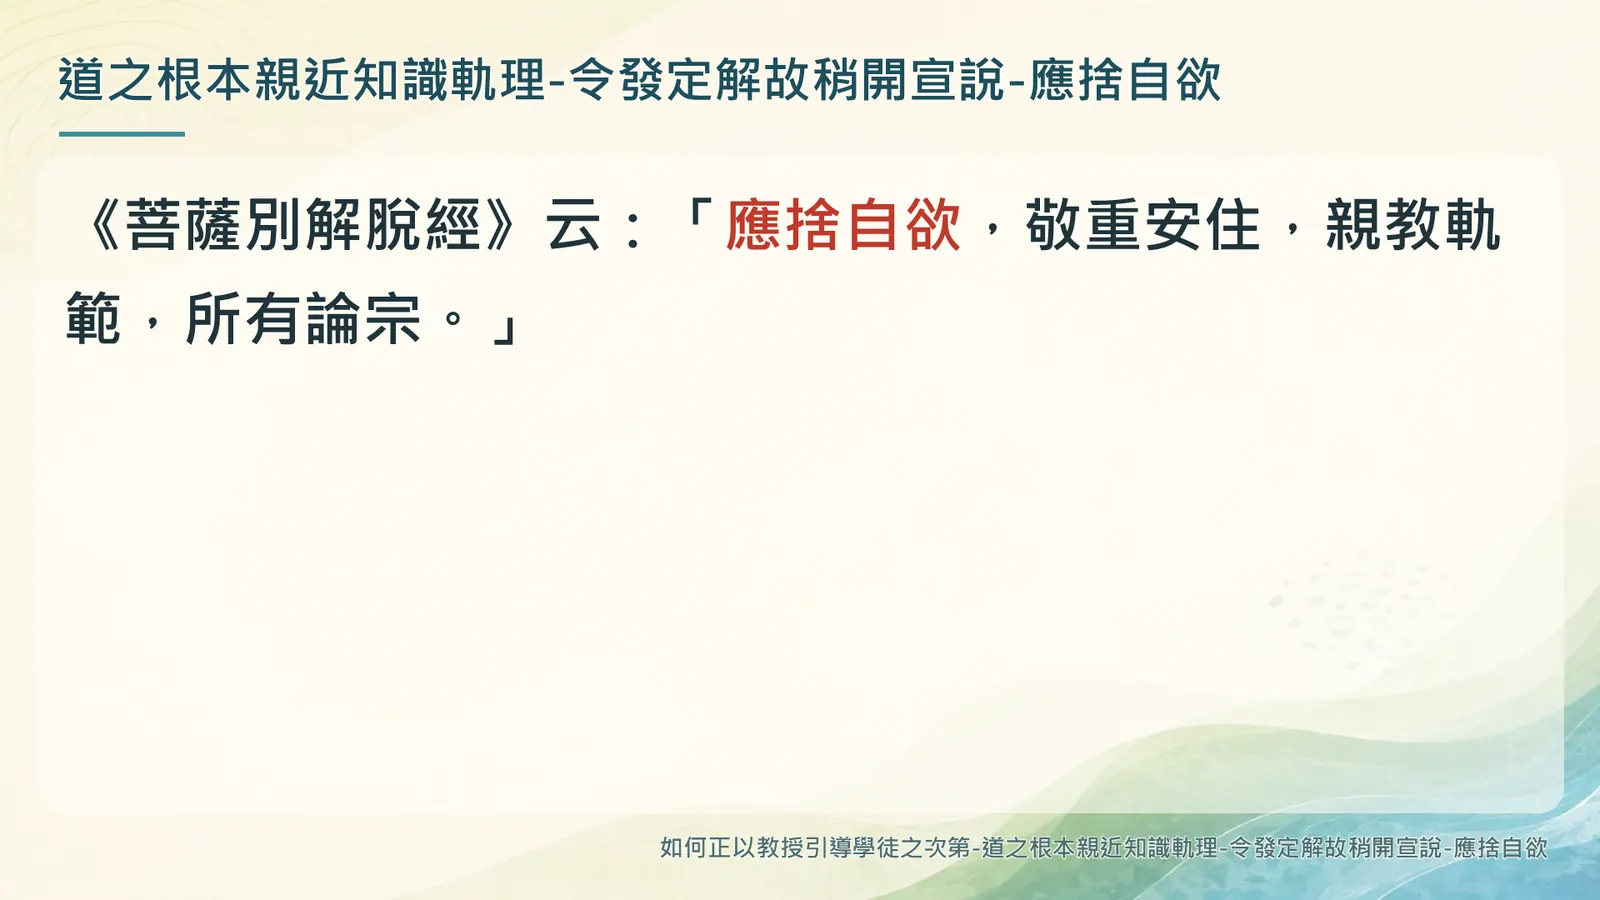 道之根本親近知識軌理-令發定解故稍開宣說-應捨自欲
《菩薩別解脫經》云：「應捨自欲，敬重安住，親教軌
範，所有論宗。」
如何正以教授引導學徒之次第-道之根本親近知識軌理-令發定解故稍開宣說-應捨自欲